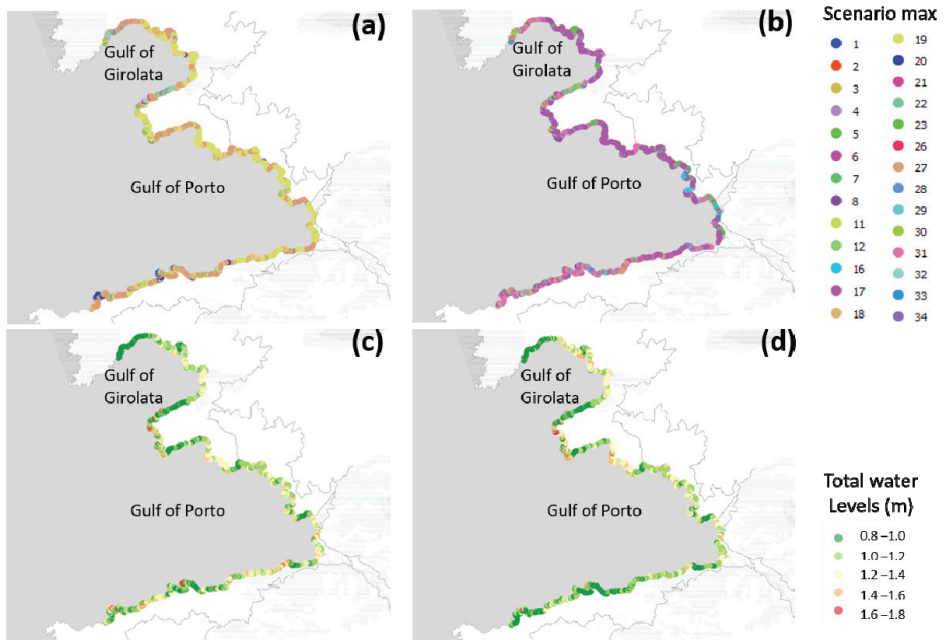 (a)
Gulf of
Girolata
Gulf of Porto
(b)
Gulf of
Girolata
Gulf of Porto
Scenario max
1
2
3
4
5
6
7
8
11
12
16
17
18
19
20
21
22
23
26
27
28
29
30
31
32
33
34
(c)
Gulf of
Girolata
Gulf of Porto
(d)
Gulf of
Girolata
Gulf of Porto
Total water
Levels (m)
0.8–1.0
1.0–1.2
1.2–1.4
1.4–1.6
1.6–1.8